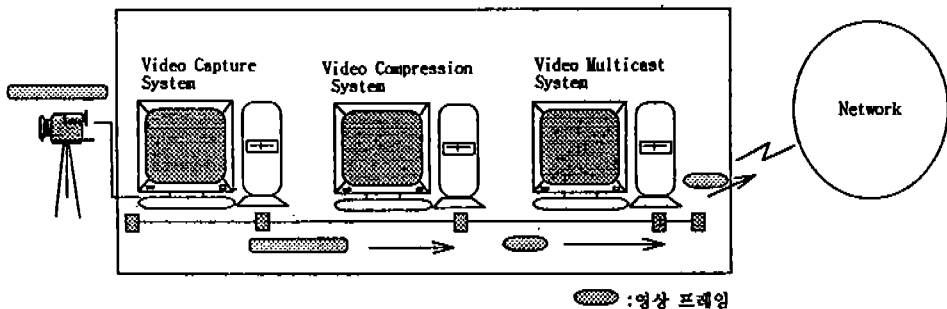 Video Capture
System
Video Compression
System
Video Multicast
System
Network
:영상 프레임